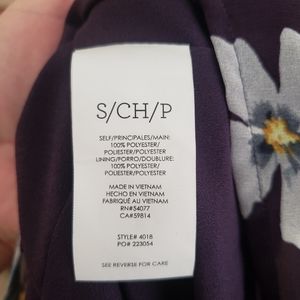 S/CH/P
SELF/PRINCIPALES/MAIN:
100% POLYESTER/
POLIESTER/POLYESTER
LINING/FORRO/DOUBLURE:
100% POLYESTER/
POLIESTER/POLYESTER
MADE IN VIETNAM
HECHO EN VIETNAM
FABRIQUÉ AU VIETNAM
RN#54077
CA#59814
STYLE# 4018
PO# 223054
SEE REVERSE FOR CARE